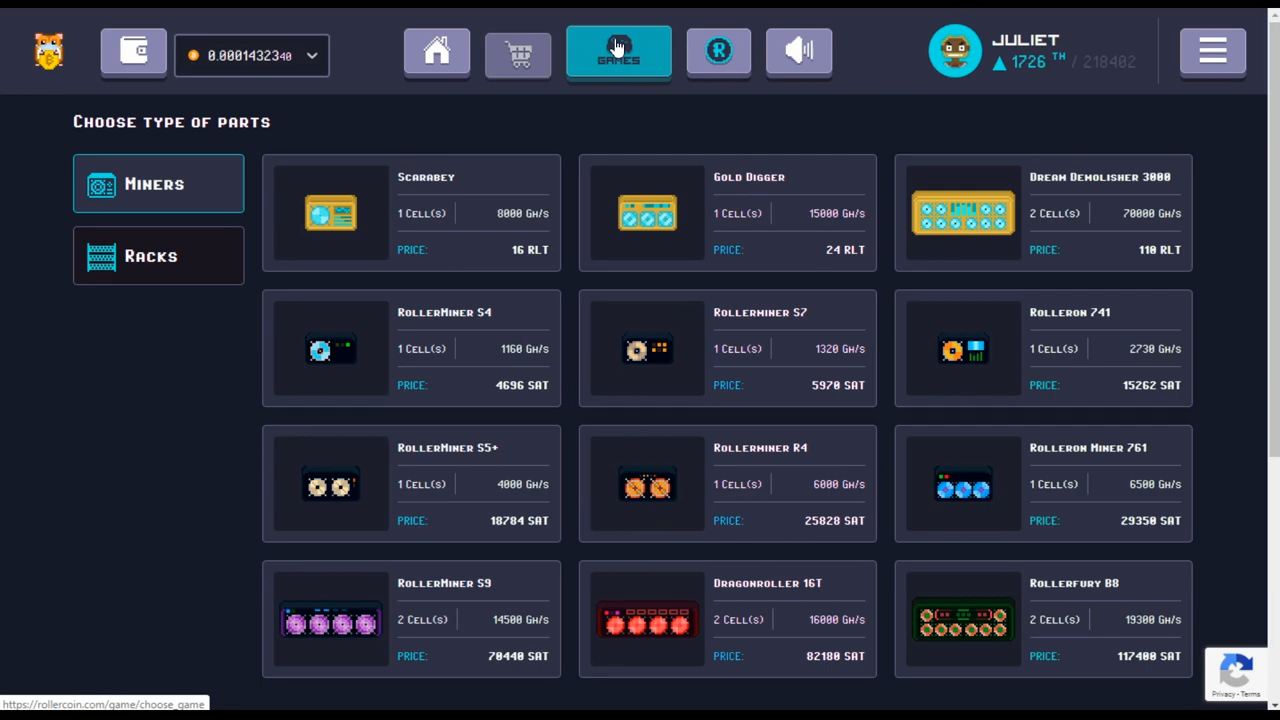 0.0001432340
GAMES
JULIET
1726 TH / 218402
CHOOSE TYPE OF PARTS
MINERS
RACKS
SCARABEY
1 CELL(S) 8000 GH/S
PRICE: 16 RLT
GOLD DIGGER
1 CELL(S) 15000 GH/S
PRICE: 24 RLT
DREAM DEMOLISHER 3000
2 CELL(S) 70000 GH/S
PRICE: 110 RLT
ROLLERMINER S4
1 CELL(S) 1160 GH/S
PRICE: 4696 SAT
ROLLERMINER S7
1 CELL(S) 1320 GH/S
PRICE: 5970 SAT
ROLLERON 741
1 CELL(S) 2730 GH/S
PRICE: 15262 SAT
ROLLERMINER S5+
1 CELL(S) 4000 GH/S
PRICE: 18784 SAT
ROLLERMINER R4
1 CELL(S) 6000 GH/S
PRICE: 25828 SAT
ROLLERON MINER 761
1 CELL(S) 6500 GH/S
PRICE: 29350 SAT
ROLLERMINER S9
2 CELL(S) 14500 GH/S
PRICE: 70440 SAT
DRAGONROLLER 16T
2 CELL(S) 16000 GH/S
PRICE: 82180 SAT
ROLLERFURY B8
2 CELL(S) 19300 GH/S
PRICE: 117400 SAT
Privacy - Terms
https://rollercoin.com/game/choose_game